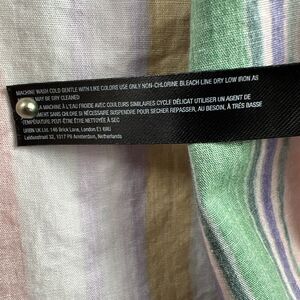 MACHINE WASH COLD GENTLE WITH LIKE COLORS USE ONLY NON-CHLORINE BLEACH LINE DRY LOW IRON AS
MAY BE DRY CLEANED
À MACHINE À L'EAU FROIDE AVEC COULEURS SIMILAIRES CYCLE DÉLICAT UTILISER UN AGENT DE
SANS CHLORE SI NÉCESSAIRE SUSPENDRE POUR SÉCHER REPASSER, AU BESOIN, À TRÈS BASSE
TEMPÉRATURE PEUT-ÊTRE ÊTRE NETTOYÉE À SEC
URBN UK Ltd. 146 Brick Lane, London E1 6RU
Leidsestraat 32, 1017 PB Amsterdam, Netherlands